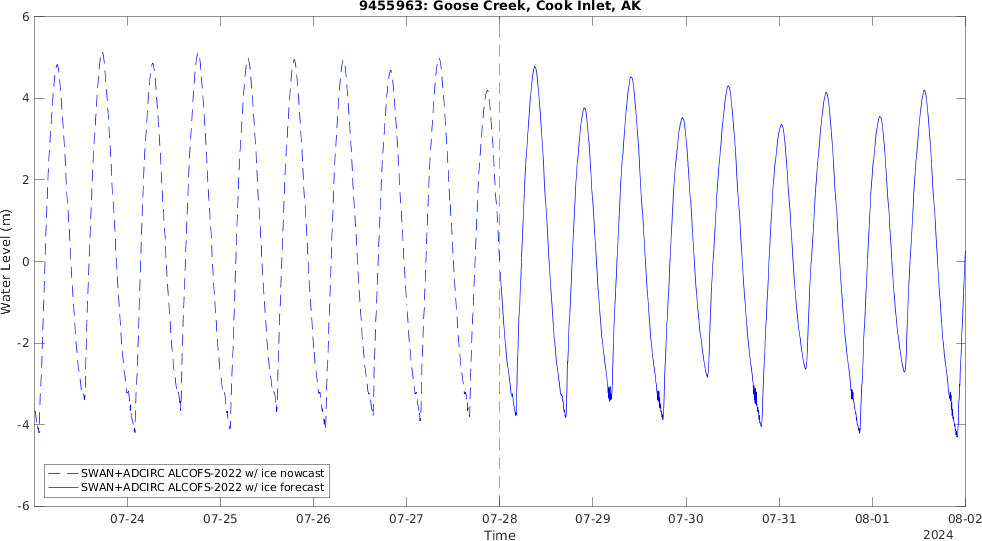 9455963: Goose Creek, Cook Inlet, AK
6
4
2
0
-2
-4
-6
Water Level (m)
SWAN+ADCIRC ALCOFS-2022 w/ ice nowcast
SWAN+ADCIRC ALCOFS-2022 w/ ice forecast
07-24 07-25 07-26 07-27 07-28 07-29 07-30 07-31 08-01 08-02
Time
2024